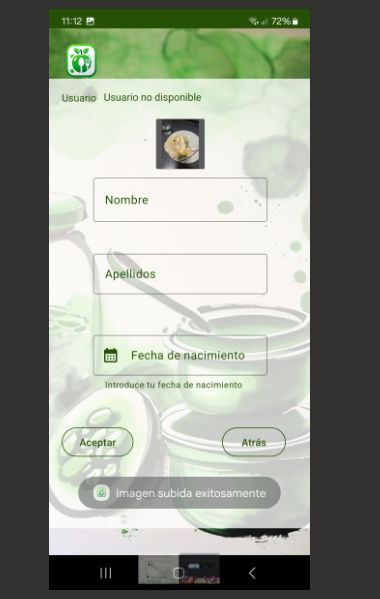 11:12 72%
Usuario Usuario no disponible
Nombre
Apellidos
Fecha de nacimiento
Introduce tu fecha de nacimiento
Aceptar Atrás
Imagen subida exitosamente